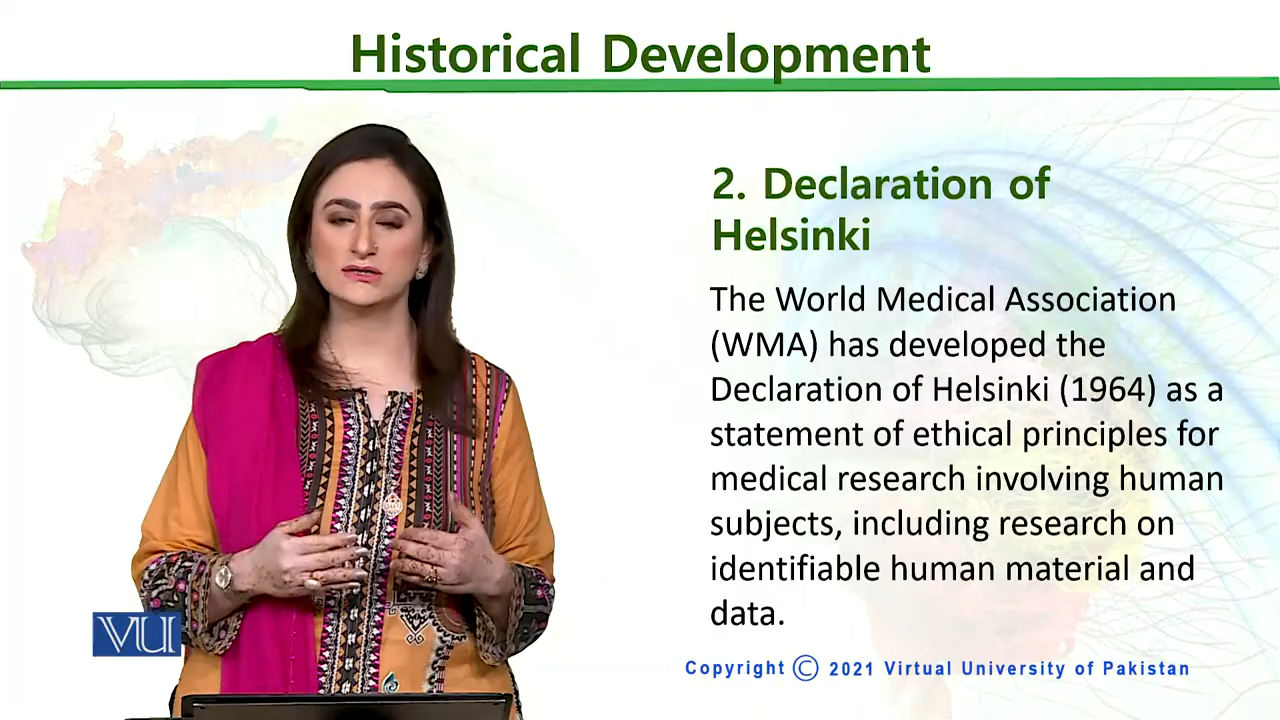 Historical Development
2. Declaration of
Helsinki
The World Medical Association
(WMA) has developed the
Declaration of Helsinki (1964) as a
statement of ethical principles for
medical research involving human
subjects, including research on
identifiable human material and
data.
VU
Copyright © 2021 Virtual University of Pakistan